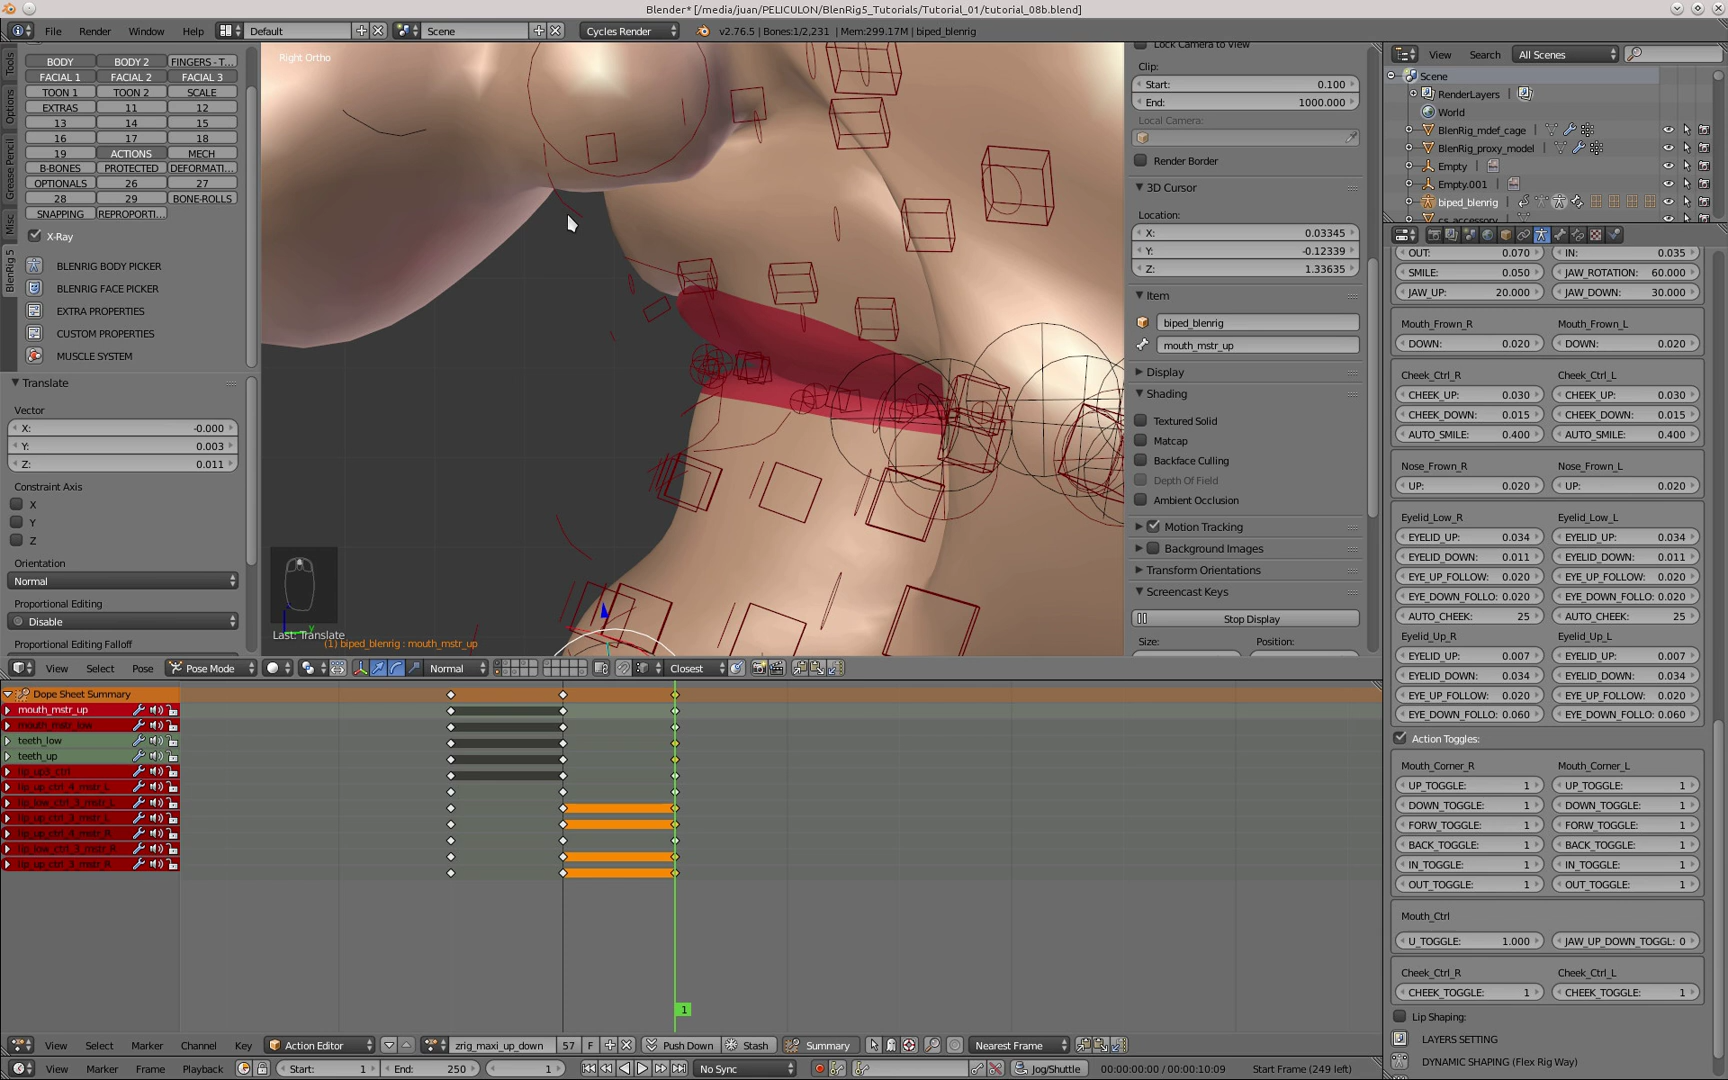 Blender* [/media/juan/PELICULON/BlenRig5_Tutorials/Tutorial_01/tutorial_08b.blend]
File Render Window Help Default Scene Cycles Render v2.76.5 | Bones:1/2,231 | Mem:299.17M | biped_blenrig
Tools
Options
Grease Pencil
Misc
BlenRig 5
BODY BODY 2 FINGERS - T...
FACIAL 1 FACIAL 2 FACIAL 3
TOON 1 TOON 2 SCALE
EXTRAS 11 12
13 14 15
16 17 18
19 ACTIONS MECH
B-BONES PROTECTED DEFORMATI...
OPTIONALS 26 27
28 29 BONE-ROLLS
SNAPPING REPROPORTI...
X-Ray
BLENRIG BODY PICKER
BLENRIG FACE PICKER
EXTRA PROPERTIES
CUSTOM PROPERTIES
MUSCLE SYSTEM
Translate
Vector
X: -0.000
Y: 0.003
Z: 0.011
Constraint Axis
X
Y
Z
Orientation
Normal
Proportional Editing
Disable
Proportional Editing Falloff
Right Ortho
Last: Translate
(1) biped_blenrig : mouth_mstr_up
View Select Pose Pose Mode Normal Closest
Lock Camera to View
Clip:
Start: 0.100
End: 1000.000
Local Camera:
Render Border
3D Cursor
Location:
X: 0.03345
Y: -0.12339
Z: 1.33635
Item
biped_blenrig
mouth_mstr_up
Display
Shading
Textured Solid
Matcap
Backface Culling
Depth Of Field
Ambient Occlusion
Motion Tracking
Background Images
Transform Orientations
Screencast Keys
Stop Display
Size: Position:
View Search All Scenes
Scene
RenderLayers
World
BlenRig_mdef_cage
BlenRig_proxy_model
Empty
Empty.001
biped_blenrig
cs_accessory
OUT: 0.070 IN: 0.035
SMILE: 0.050 JAW_ROTATION: 60.000
JAW_UP: 20.000 JAW_DOWN: 30.000
Mouth_Frown_R Mouth_Frown_L
DOWN: 0.020 DOWN: 0.020
Cheek_Ctrl_R Cheek_Ctrl_L
CHEEK_UP: 0.030 CHEEK_UP: 0.030
CHEEK_DOWN: 0.015 CHEEK_DOWN: 0.015
AUTO_SMILE: 0.400 AUTO_SMILE: 0.400
Nose_Frown_R Nose_Frown_L
UP: 0.020 UP: 0.020
Eyelid_Low_R Eyelid_Low_L
EYELID_UP: 0.034 EYELID_UP: 0.034
EYELID_DOWN: 0.011 EYELID_DOWN: 0.011
EYE_UP_FOLLOW: 0.020 EYE_UP_FOLLOW: 0.020
EYE_DOWN_FOLLO: 0.020 EYE_DOWN_FOLLO: 0.020
AUTO_CHEEK: 25 AUTO_CHEEK: 25
Eyelid_Up_R Eyelid_Up_L
EYELID_UP: 0.007 EYELID_UP: 0.007
EYELID_DOWN: 0.034 EYELID_DOWN: 0.034
EYE_UP_FOLLOW: 0.020 EYE_UP_FOLLOW: 0.020
EYE_DOWN_FOLLO: 0.060 EYE_DOWN_FOLLO: 0.060
Action Toggles:
Mouth_Corner_R Mouth_Corner_L
UP_TOGGLE: 1 UP_TOGGLE: 1
DOWN_TOGGLE: 1 DOWN_TOGGLE: 1
FORW_TOGGLE: 1 FORW_TOGGLE: 1
BACK_TOGGLE: 1 BACK_TOGGLE: 1
IN_TOGGLE: 1 IN_TOGGLE: 1
OUT_TOGGLE: 1 OUT_TOGGLE: 1
Mouth_Ctrl
U_TOGGLE: 1.000 JAW_UP_DOWN_TOGGL: 0
Cheek_Ctrl_R Cheek_Ctrl_L
CHEEK_TOGGLE: 1 CHEEK_TOGGLE: 1
Lip Shaping:
LAYERS SETTING
DYNAMIC SHAPING (Flex Rig Way)
Dope Sheet Summary
mouth_mstr_up
mouth_mstr_low
teeth_low
teeth_up
lip_up3_ctrl
lip_up_ctrl_4_mstr_L
lip_low_ctrl_3_mstr_L
lip_up_ctrl_3_mstr_L
lip_up_ctrl_4_mstr_R
lip_low_ctrl_3_mstr_R
lip_up_ctrl_3_mstr_R
1
View Select Marker Channel Key Action Editor zrig_maxi_up_down 57 F Push Down Stash Summary Nearest Frame
View Marker Frame Playback Start: 1 End: 250 1 No Sync Jog/Shuttle 00:00:00:00 / 00:00:10:09 Start Frame (249 left)